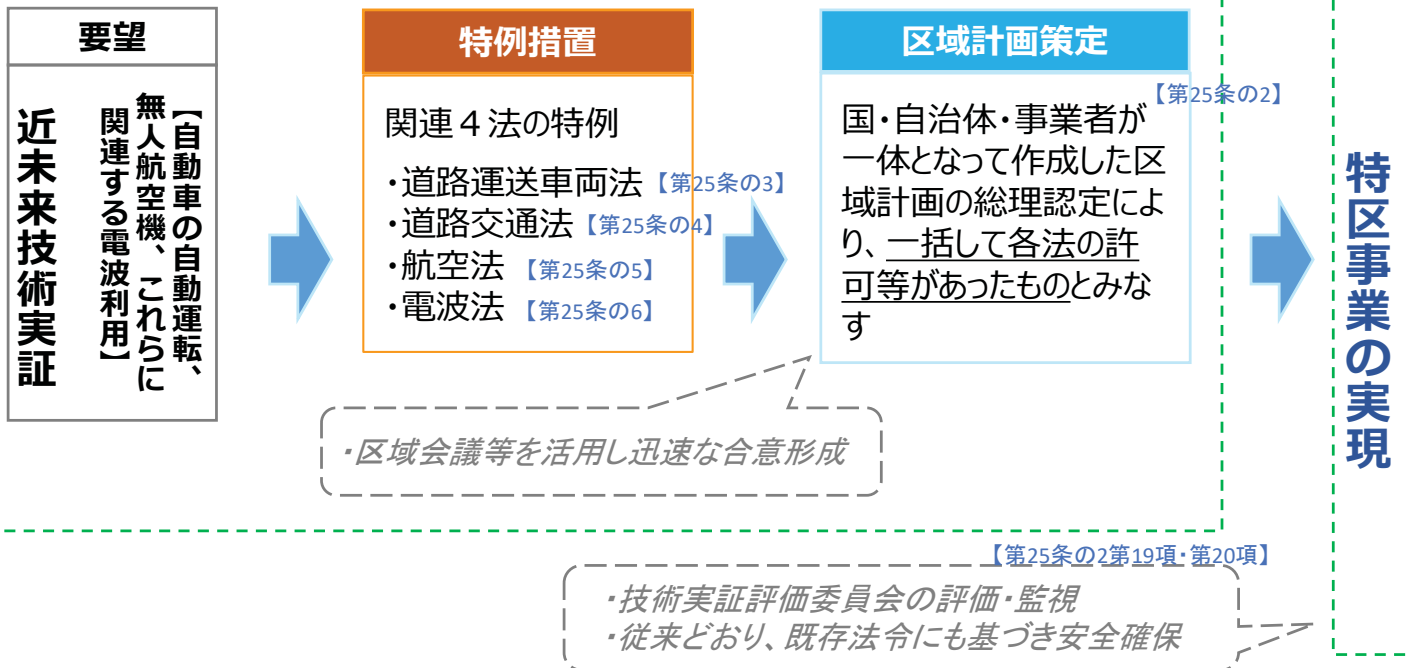 要望
近未来技術実証
【自動車の自動運転、
無人航空機、これらに
関連する電波利用】
特例措置
関連４法の特例
・道路運送車両法【第25条の3】
・道路交通法【第25条の4】
・航空法【第25条の5】
・電波法【第25条の6】
区域計画策定
【第25条の2】
国・自治体・事業者が
一体となって作成した区
域計画の総理認定によ
り、一括して各法の許
可等があったものとみな
す
・区域会議等を活用し迅速な合意形成
特区事業の実現
【第25条の2第19項・第20項】
・技術実証評価委員会の評価・監視
・従来どおり、既存法令にも基づき安全確保